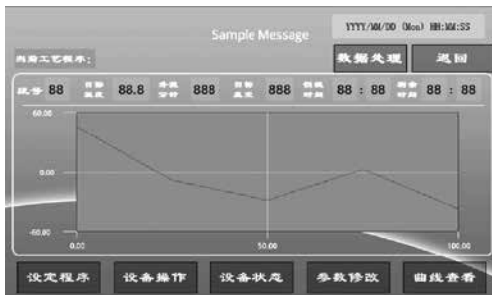 Sample Message
YYYY/MM/DD (Mon) HH:MM:SS
数据处理 返回
段号 88 88.8 888 888 88 : 88 88 : 88
60.00
0.00
-60.00
0.00 50.00 100.00
设定程序 设备操作 设备状态 参数修改 曲线查看